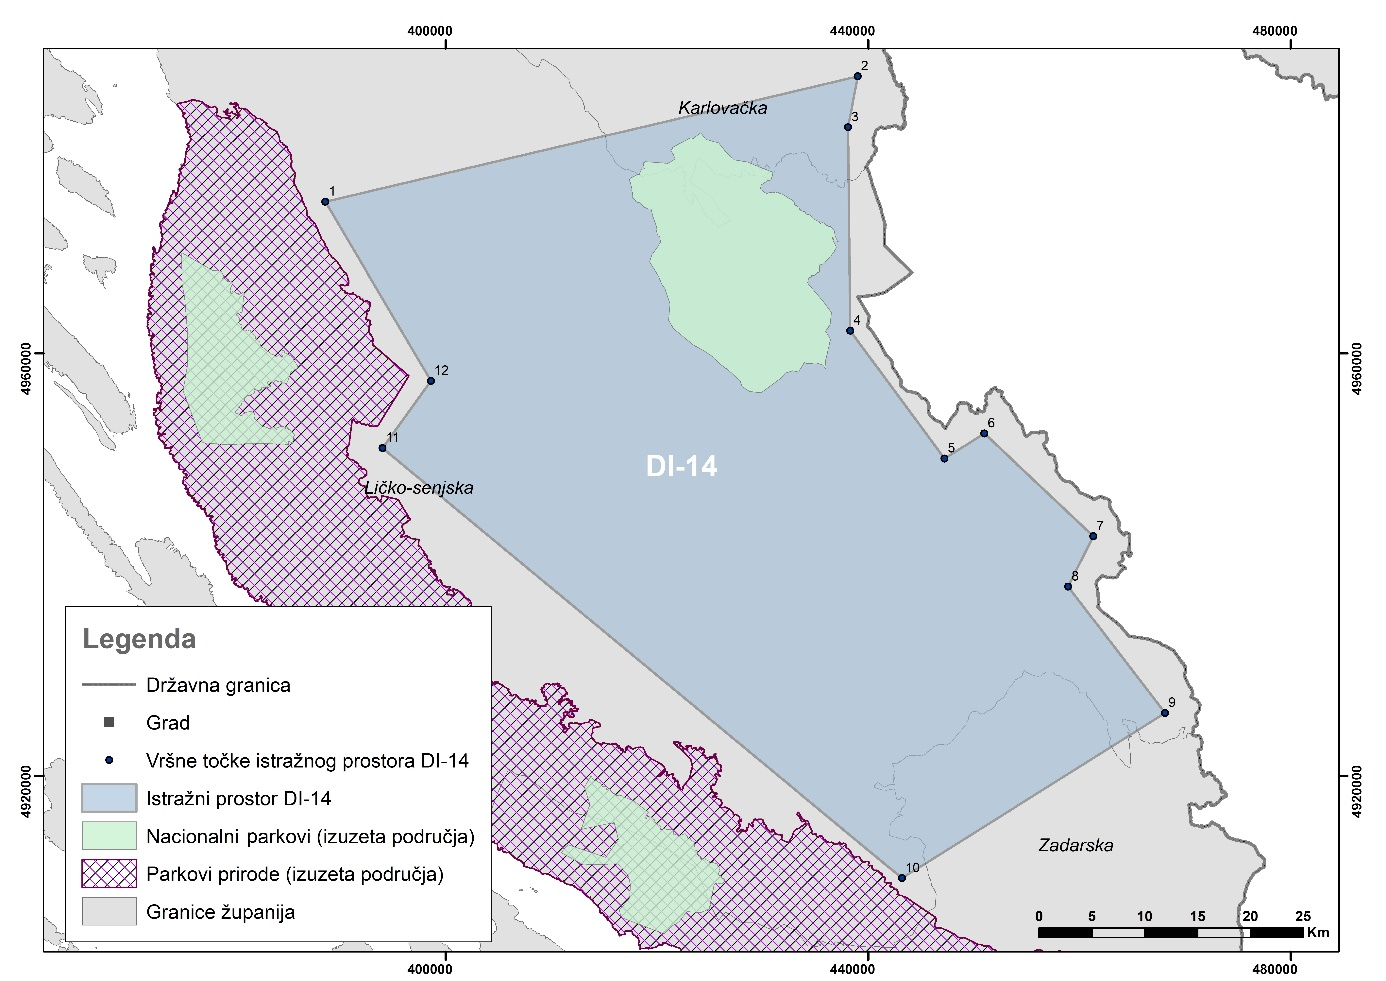 400000
440000
480000
2
Karlovačka
3
1
4
4960000
4960000
12
6
11
5
DI-14
Ličko-senjska
7
8
9
4920000
4920000
10
Zadarska
Legenda
Državna granica
Grad
Vršne točke istražnog prostora DI-14
Istražni prostor DI-14
Nacionalni parkovi (izuzeta područja)
Parkovi prirode (izuzeta područja)
Granice županija
0 5 10 15 20 25
Km
400000
440000
480000